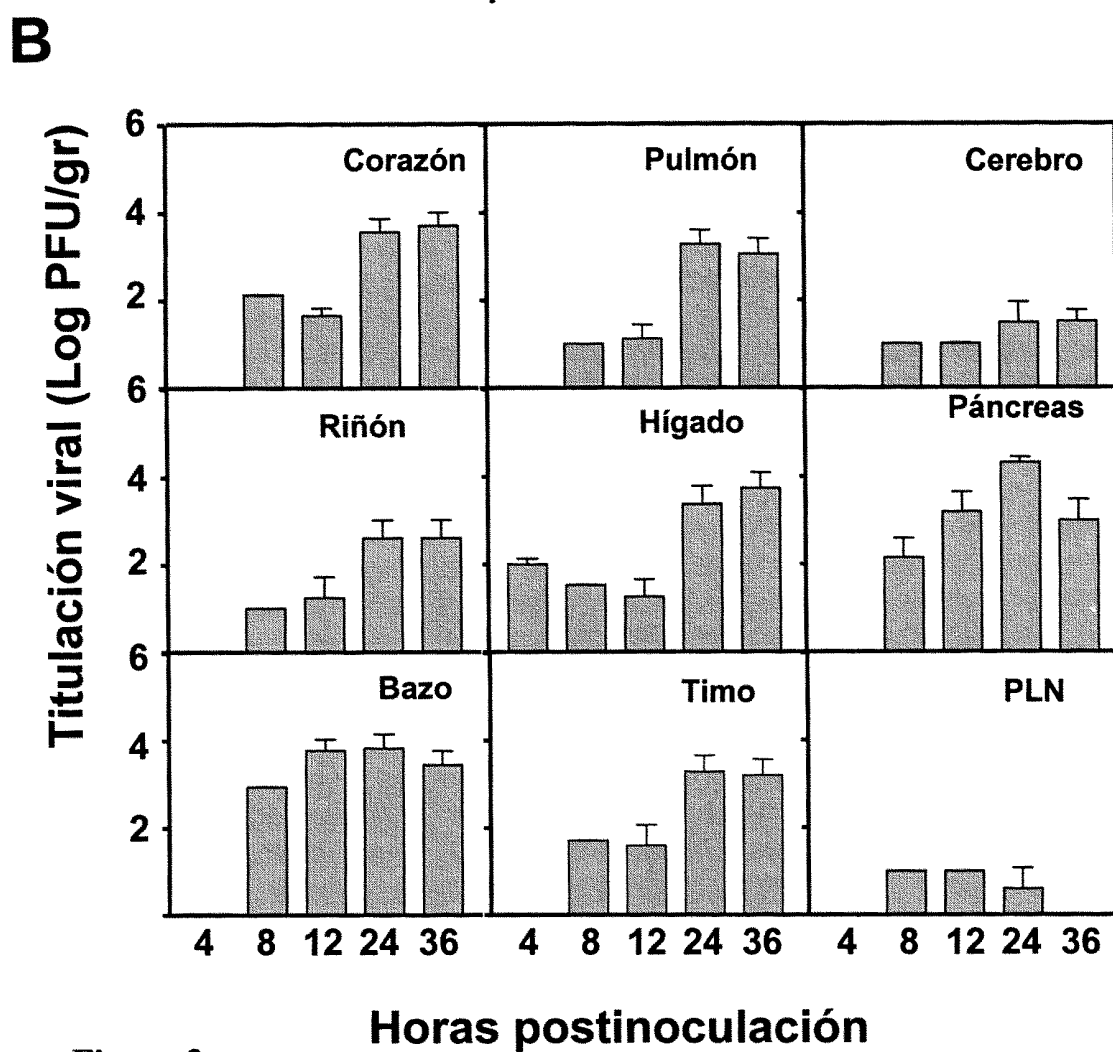 B
Titulación viral (Log PFU/gr)
6
Corazón
Pulmón
Cerebro
4
2
6
Riñón
Hígado
Páncreas
4
2
6
Bazo
Timo
PLN
4
2
4 8 12 24 36 4 8 12 24 36 4 8 12 24 36
Horas postinoculación